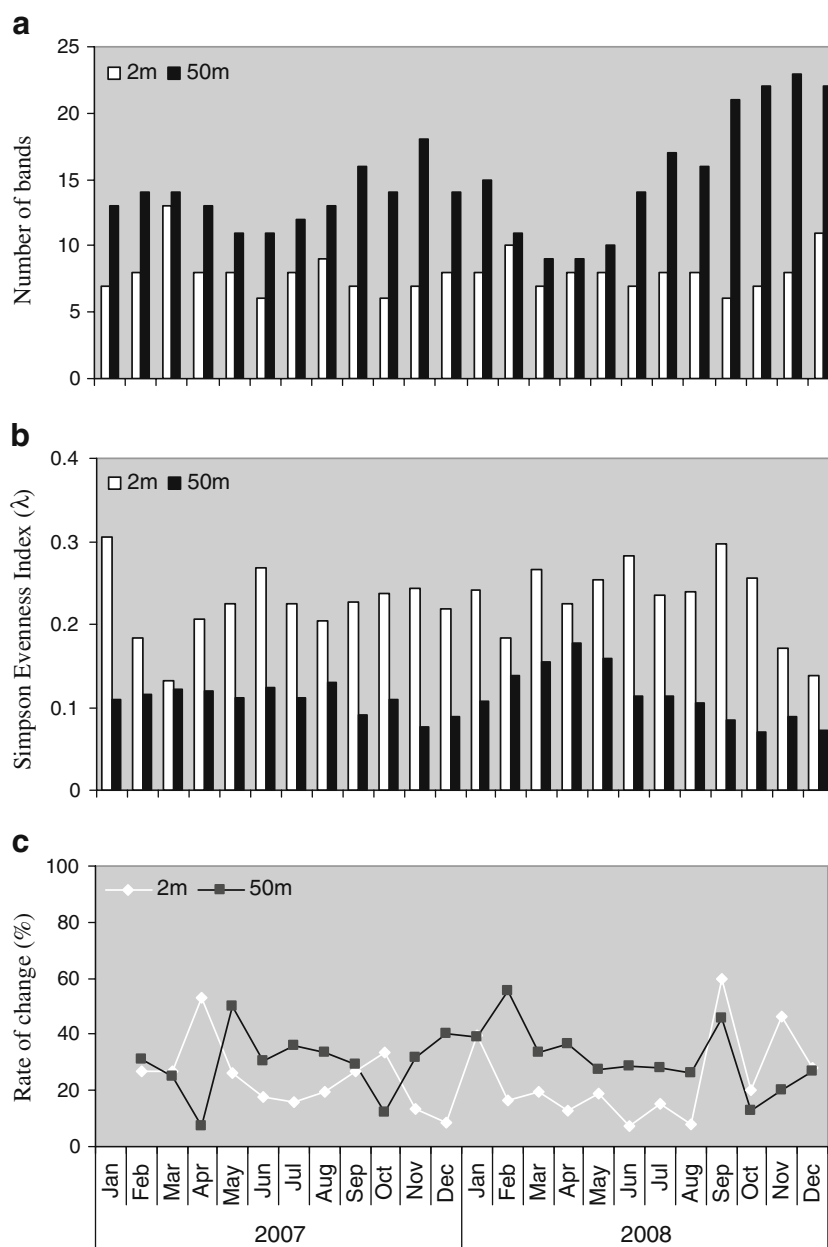 a
25
20
15
10
5
0
Number of bands
2m 50m
b
0.4
0.3
0.2
0.1
0
Simpson Evenness Index (λ)
2m 50m
c
100
80
60
40
20
0
Rate of change (%)
2m 50m
Jan Feb Mar Apr May Jun Jul Aug Sep Oct Nov Dec Jan Feb Mar Apr May Jun Jul Aug Sep Oct Nov Dec
2007 2008